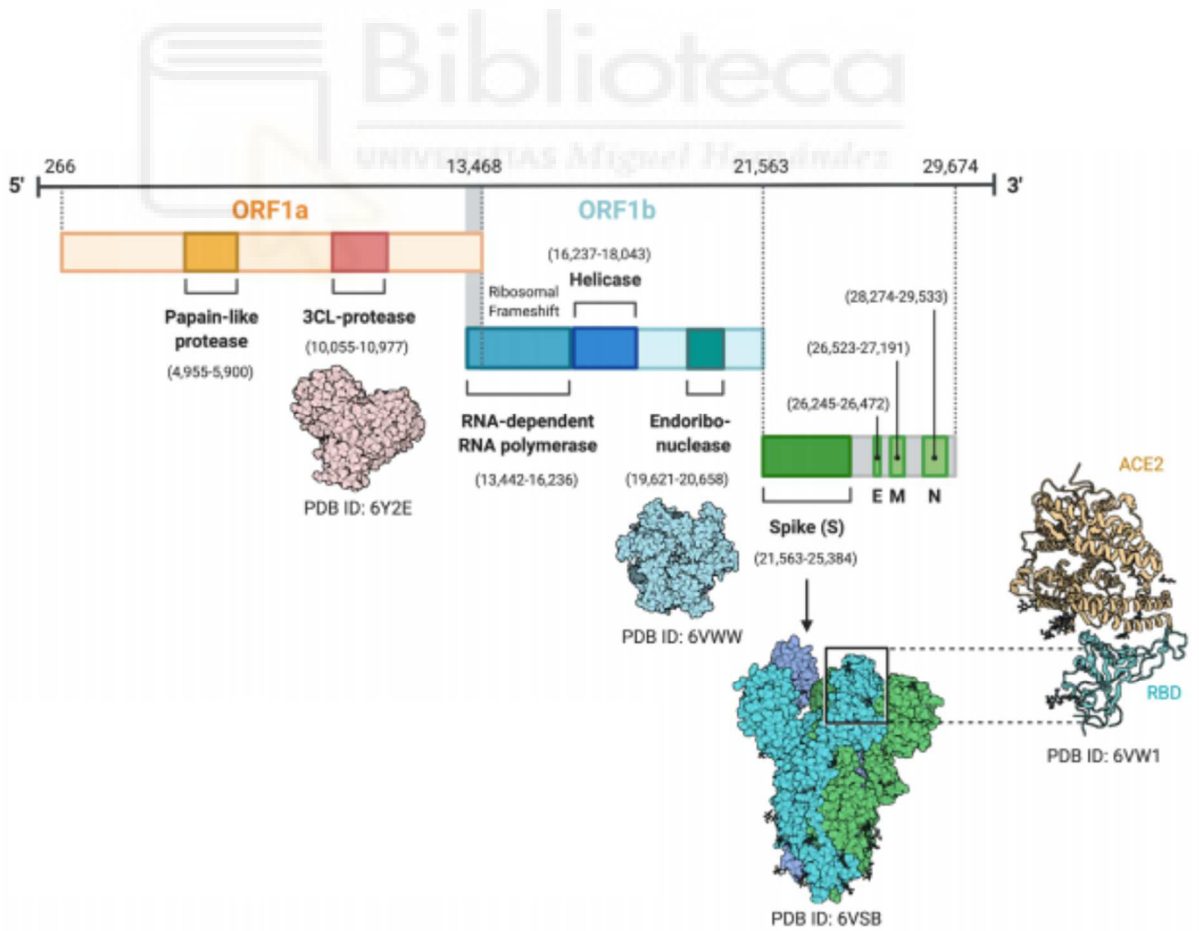 Biblioteca
UNIVERSITAS Miguel Hernández
266
13,468
21,563
29,674
5'
3'
ORF1a
ORF1b
(16,237-18,043)
Helicase
Ribosomal
Frameshift
(28,274-29,533)
Papain-like
protease
(4,955-5,900)
3CL-protease
(10,055-10,977)
(26,523-27,191)
(26,245-26,472)
RNA-dependent
RNA polymerase
(13,442-16,236)
Endoribo-
nuclease
(19,621-20,658)
E M N
ACE2
PDB ID: 6Y2E
Spike (S)
(21,563-25,384)
PDB ID: 6VWW
RBD
PDB ID: 6VW1
PDB ID: 6VSB